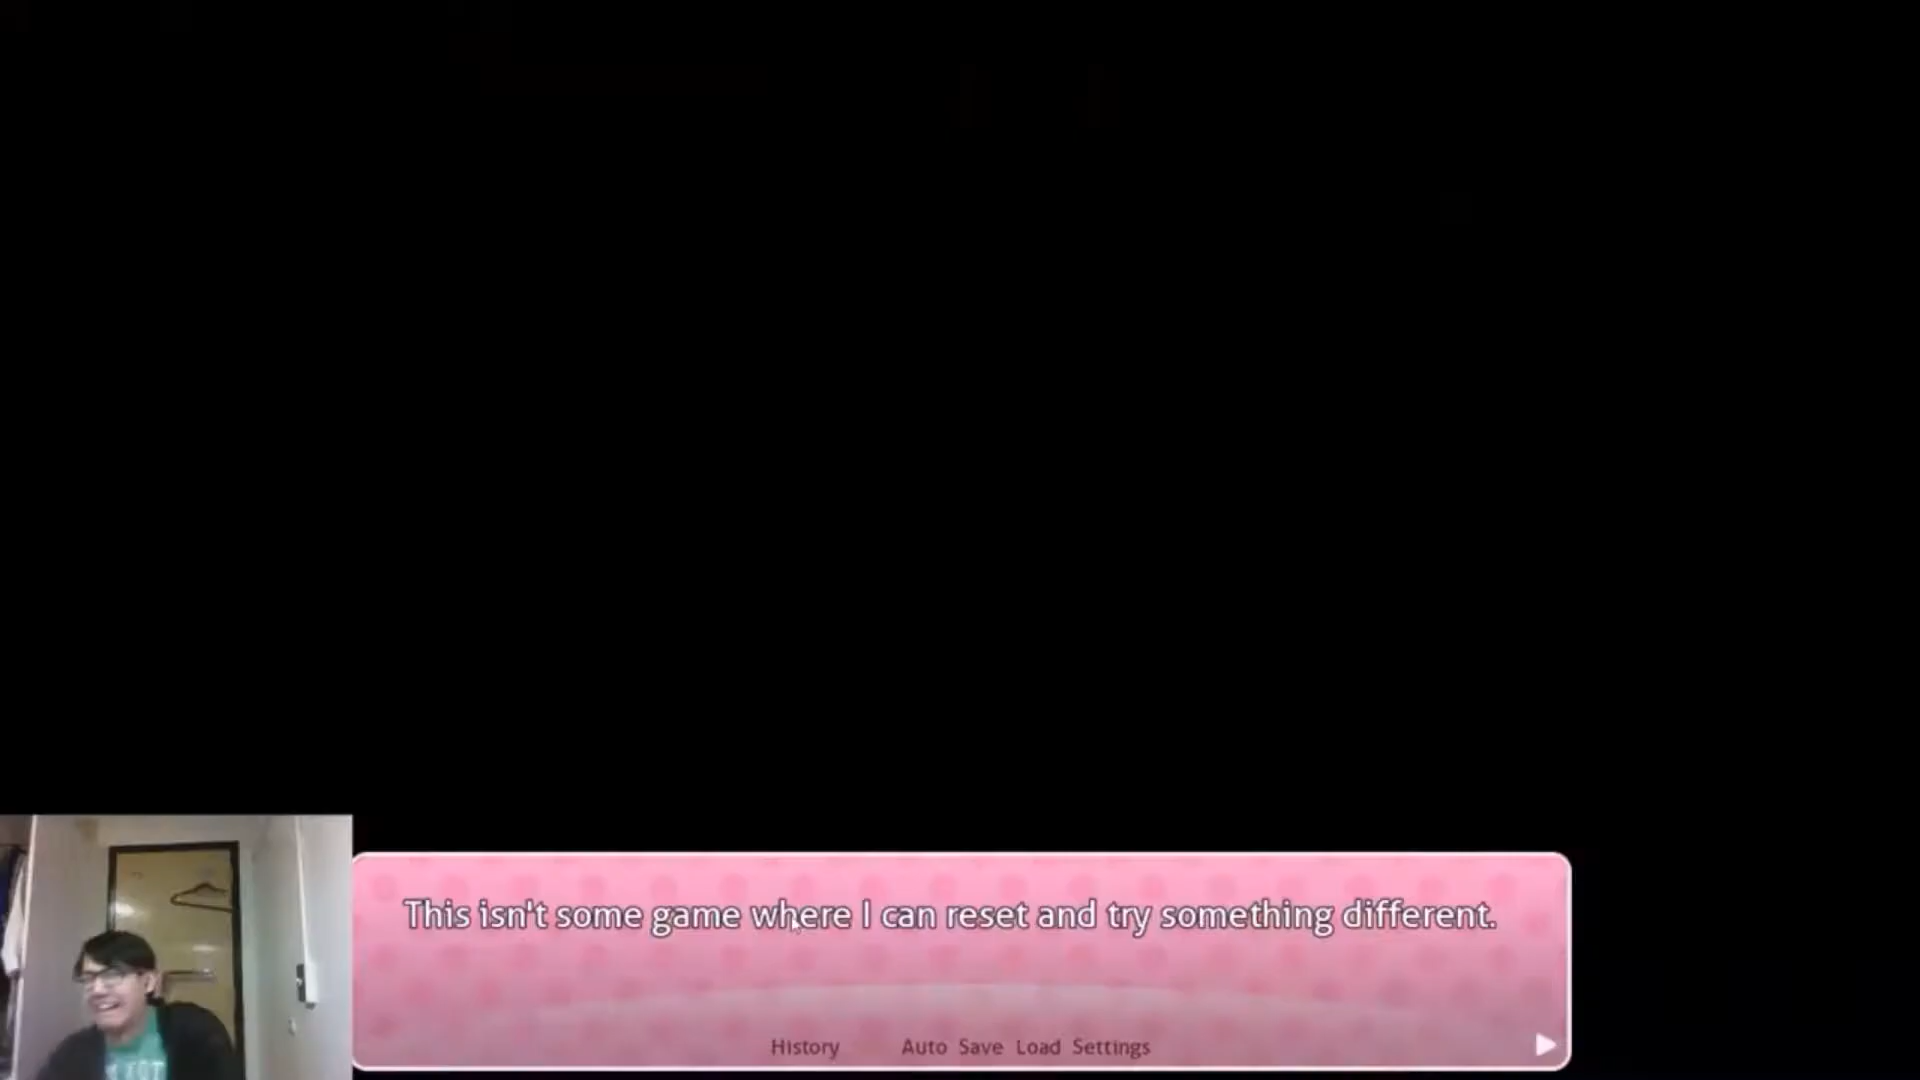 This isn't some game where I can reset and try something different.
History Auto Save Load Settings